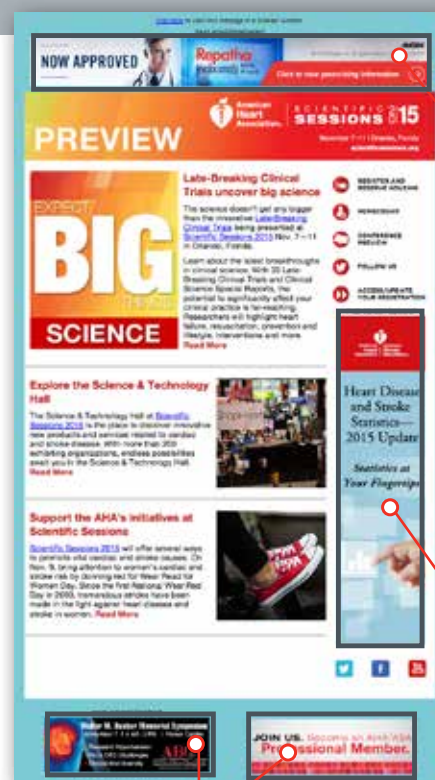 NOW APPROVED
Repatha
Click to view prescribing information
PREVIEW
American
Heart
Association
SCIENTIFIC
SESSIONS 2015
November 7–11 | Orlando, Florida
scientificsessions.org
EXPECT
BIG
THINGS
SCIENCE
Late-Breaking Clinical
Trials uncover big science
The science doesn't get any bigger
than the innovative Late-Breaking
Clinical Trials being presented at
Scientific Sessions 2015 Nov. 7–11
in Orlando, Florida.
Learn about the latest breakthroughs
in clinical science. With 20 Late-
Breaking Clinical Trials and Clinical
Science Special Reports, the
potential to significantly affect your
clinical practice is far-reaching.
Researchers will highlight heart
failure, resuscitation, prevention and
lifestyle, interventions and more.
Read More
REGISTER AND
RESERVE HOUSING
MEMBERSHIP
CONFERENCE
PREVIEW
FOLLOW US
ACCESS/UPDATE
YOUR REGISTRATION
Explore the Science & Technology
Hall
The Science & Technology Hall at Scientific
Sessions 2015 is the place to discover innovative
new products and services related to cardiac
and stroke disease. With more than 200
exhibiting organizations, endless possibilities
await you in the Science & Technology Hall.
Read More
Heart Disease
and Stroke
Statistics—
2015 Update
Statistics at
Your Fingertips
Support the AHA's initiatives at
Scientific Sessions
Scientific Sessions 2015 will offer several ways
to promote vital cardiac and stroke causes. On
Nov. 9, bring attention to women's cardiac and
stroke risk by donning red for Wear Read for
Women Day. Since the first National Wear Red
Day in 2003, tremendous strides have been
made in the fight against heart disease and
stroke in women. Read More
Walter M. Booker Memorial Symposium
JOIN US. Become an AHA/ASA
Professional Member.